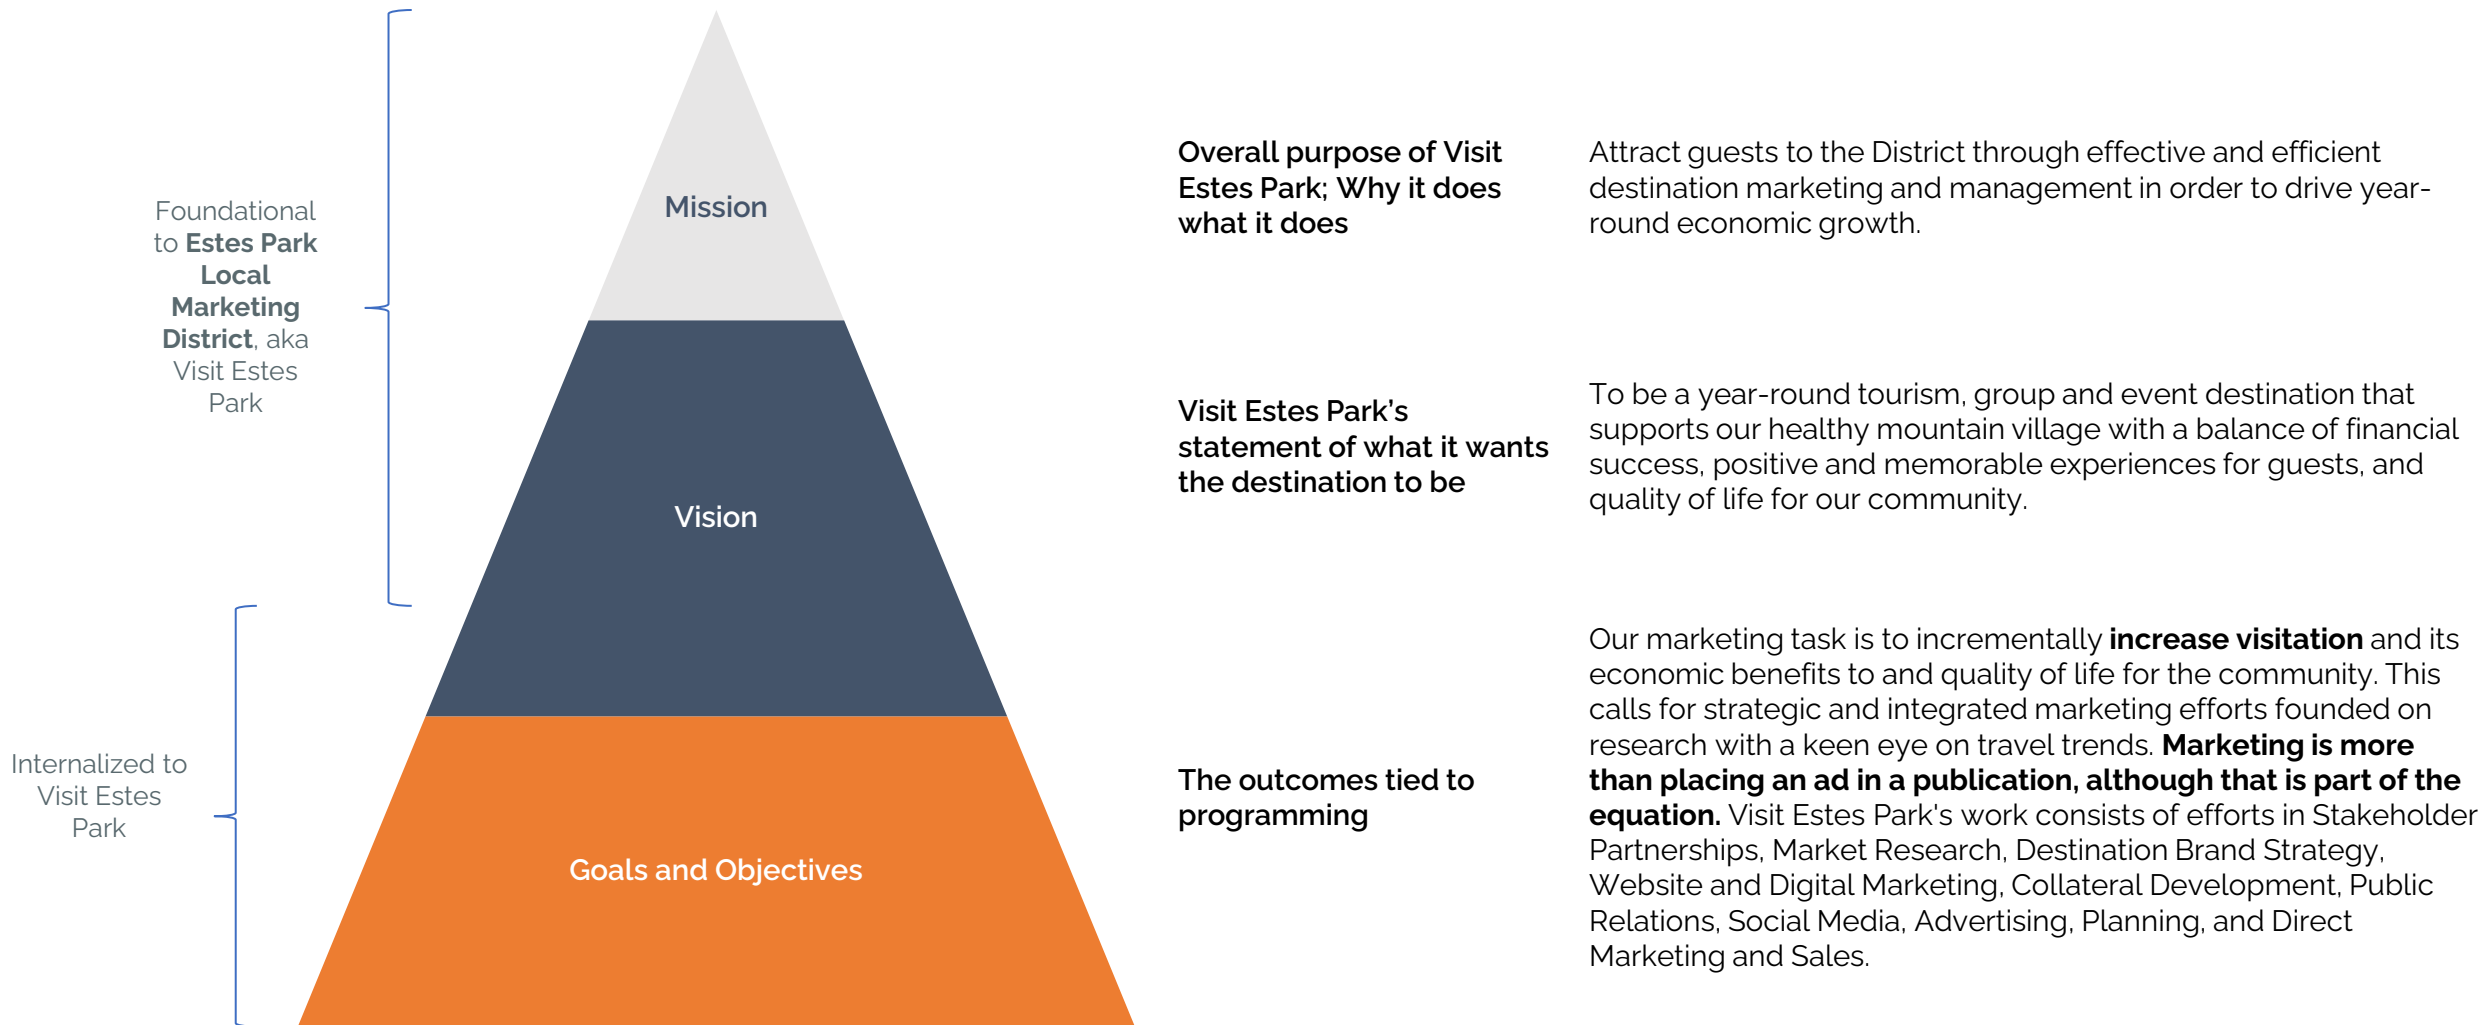 Foundational
to Estes Park
Local
Marketing
District, aka
Visit Estes
Park
Internalized to
Visit Estes
Park
Mission
Vision
Goals and Objectives
Overall purpose of Visit
Estes Park; Why it does
what it does
Attract guests to the District through effective and efficient
destination marketing and management in order to drive year-
round economic growth.
Visit Estes Park’s
statement of what it wants
the destination to be
To be a year-round tourism, group and event destination that
supports our healthy mountain village with a balance of financial
success, positive and memorable experiences for guests, and
quality of life for our community.
The outcomes tied to
programming
Our marketing task is to incrementally increase visitation and its
economic benefits to and quality of life for the community. This
calls for strategic and integrated marketing efforts founded on
research with a keen eye on travel trends. Marketing is more
than placing an ad in a publication, although that is part of the
equation. Visit Estes Park's work consists of efforts in Stakeholder
Partnerships, Market Research, Destination Brand Strategy,
Website and Digital Marketing, Collateral Development, Public
Relations, Social Media, Advertising, Planning, and Direct
Marketing and Sales.